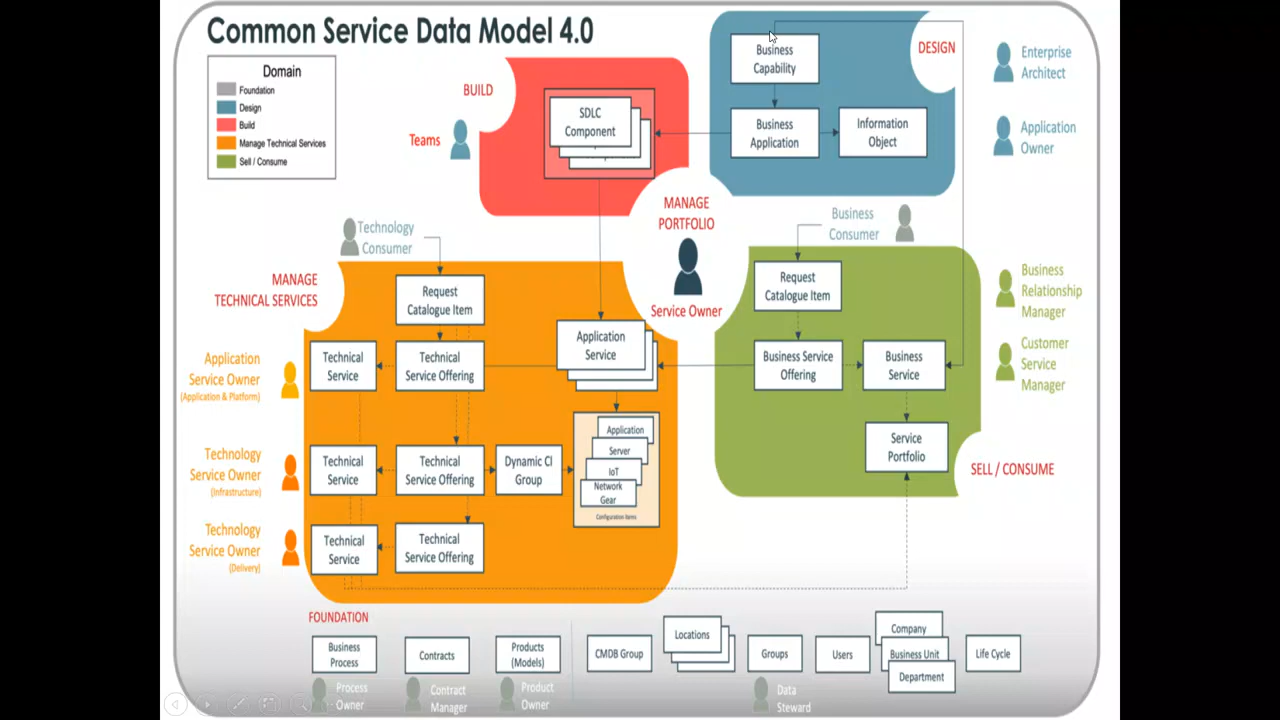 Common Service Data Model 4.0
Domain
Foundation
Design
Build
Manage Technical Services
Sell / Consume
BUILD
Teams
SDLC
Component
Business
Capability
Business
Application
Information
Object
DESIGN
Enterprise
Architect
Application
Owner
MANAGE
PORTFOLIO
Service Owner
Technology
Consumer
MANAGE
TECHNICAL SERVICES
Request
Catalogue Item
Application
Service Owner
(Application & Platform)
Technical
Service
Technical
Service Offering
Application
Service
Technology
Service Owner
(Infrastructure)
Technical
Service
Technical
Service Offering
Dynamic CI
Group
Application
Server
IoT
Network
Gear
Configuration Items
Technology
Service Owner
(Delivery)
Technical
Service
Technical
Service Offering
Business
Consumer
Request
Catalogue Item
Business Service
Offering
Business
Service
Service
Portfolio
SELL / CONSUME
Business
Relationship
Manager
Customer
Service
Manager
FOUNDATION
Business
Process
Contracts
Products
(Models)
CMDB Group
Locations
Groups
Users
Company
Business Unit
Department
Life Cycle
Process
Owner
Contract
Manager
Product
Owner
Data
Steward